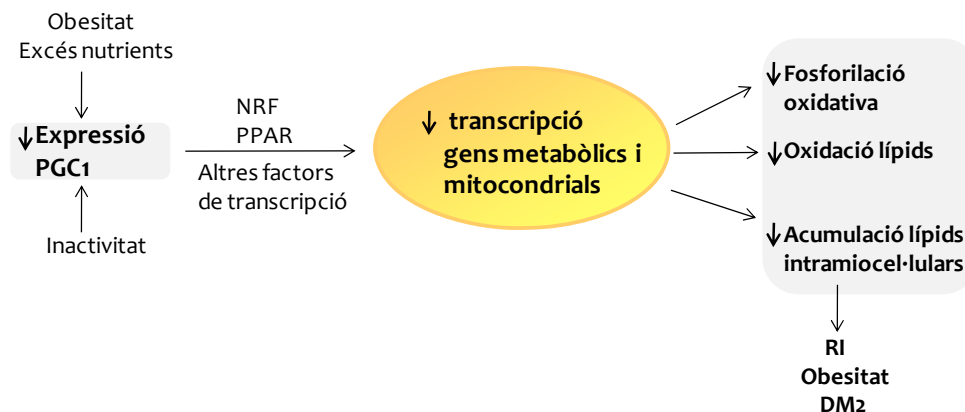 Obesitat
Excés nutrients
↓Expressió
PGC1
Inactivitat
NRF
PPAR
Altres factors
de transcripció
↓ transcripció
gens metabòlics i
mitocondrials
↓Fosforilació
oxidativa
↓Oxidació lípids
↓Acumulació lípids
intramiocel·lulars
RI
Obesitat
DM2